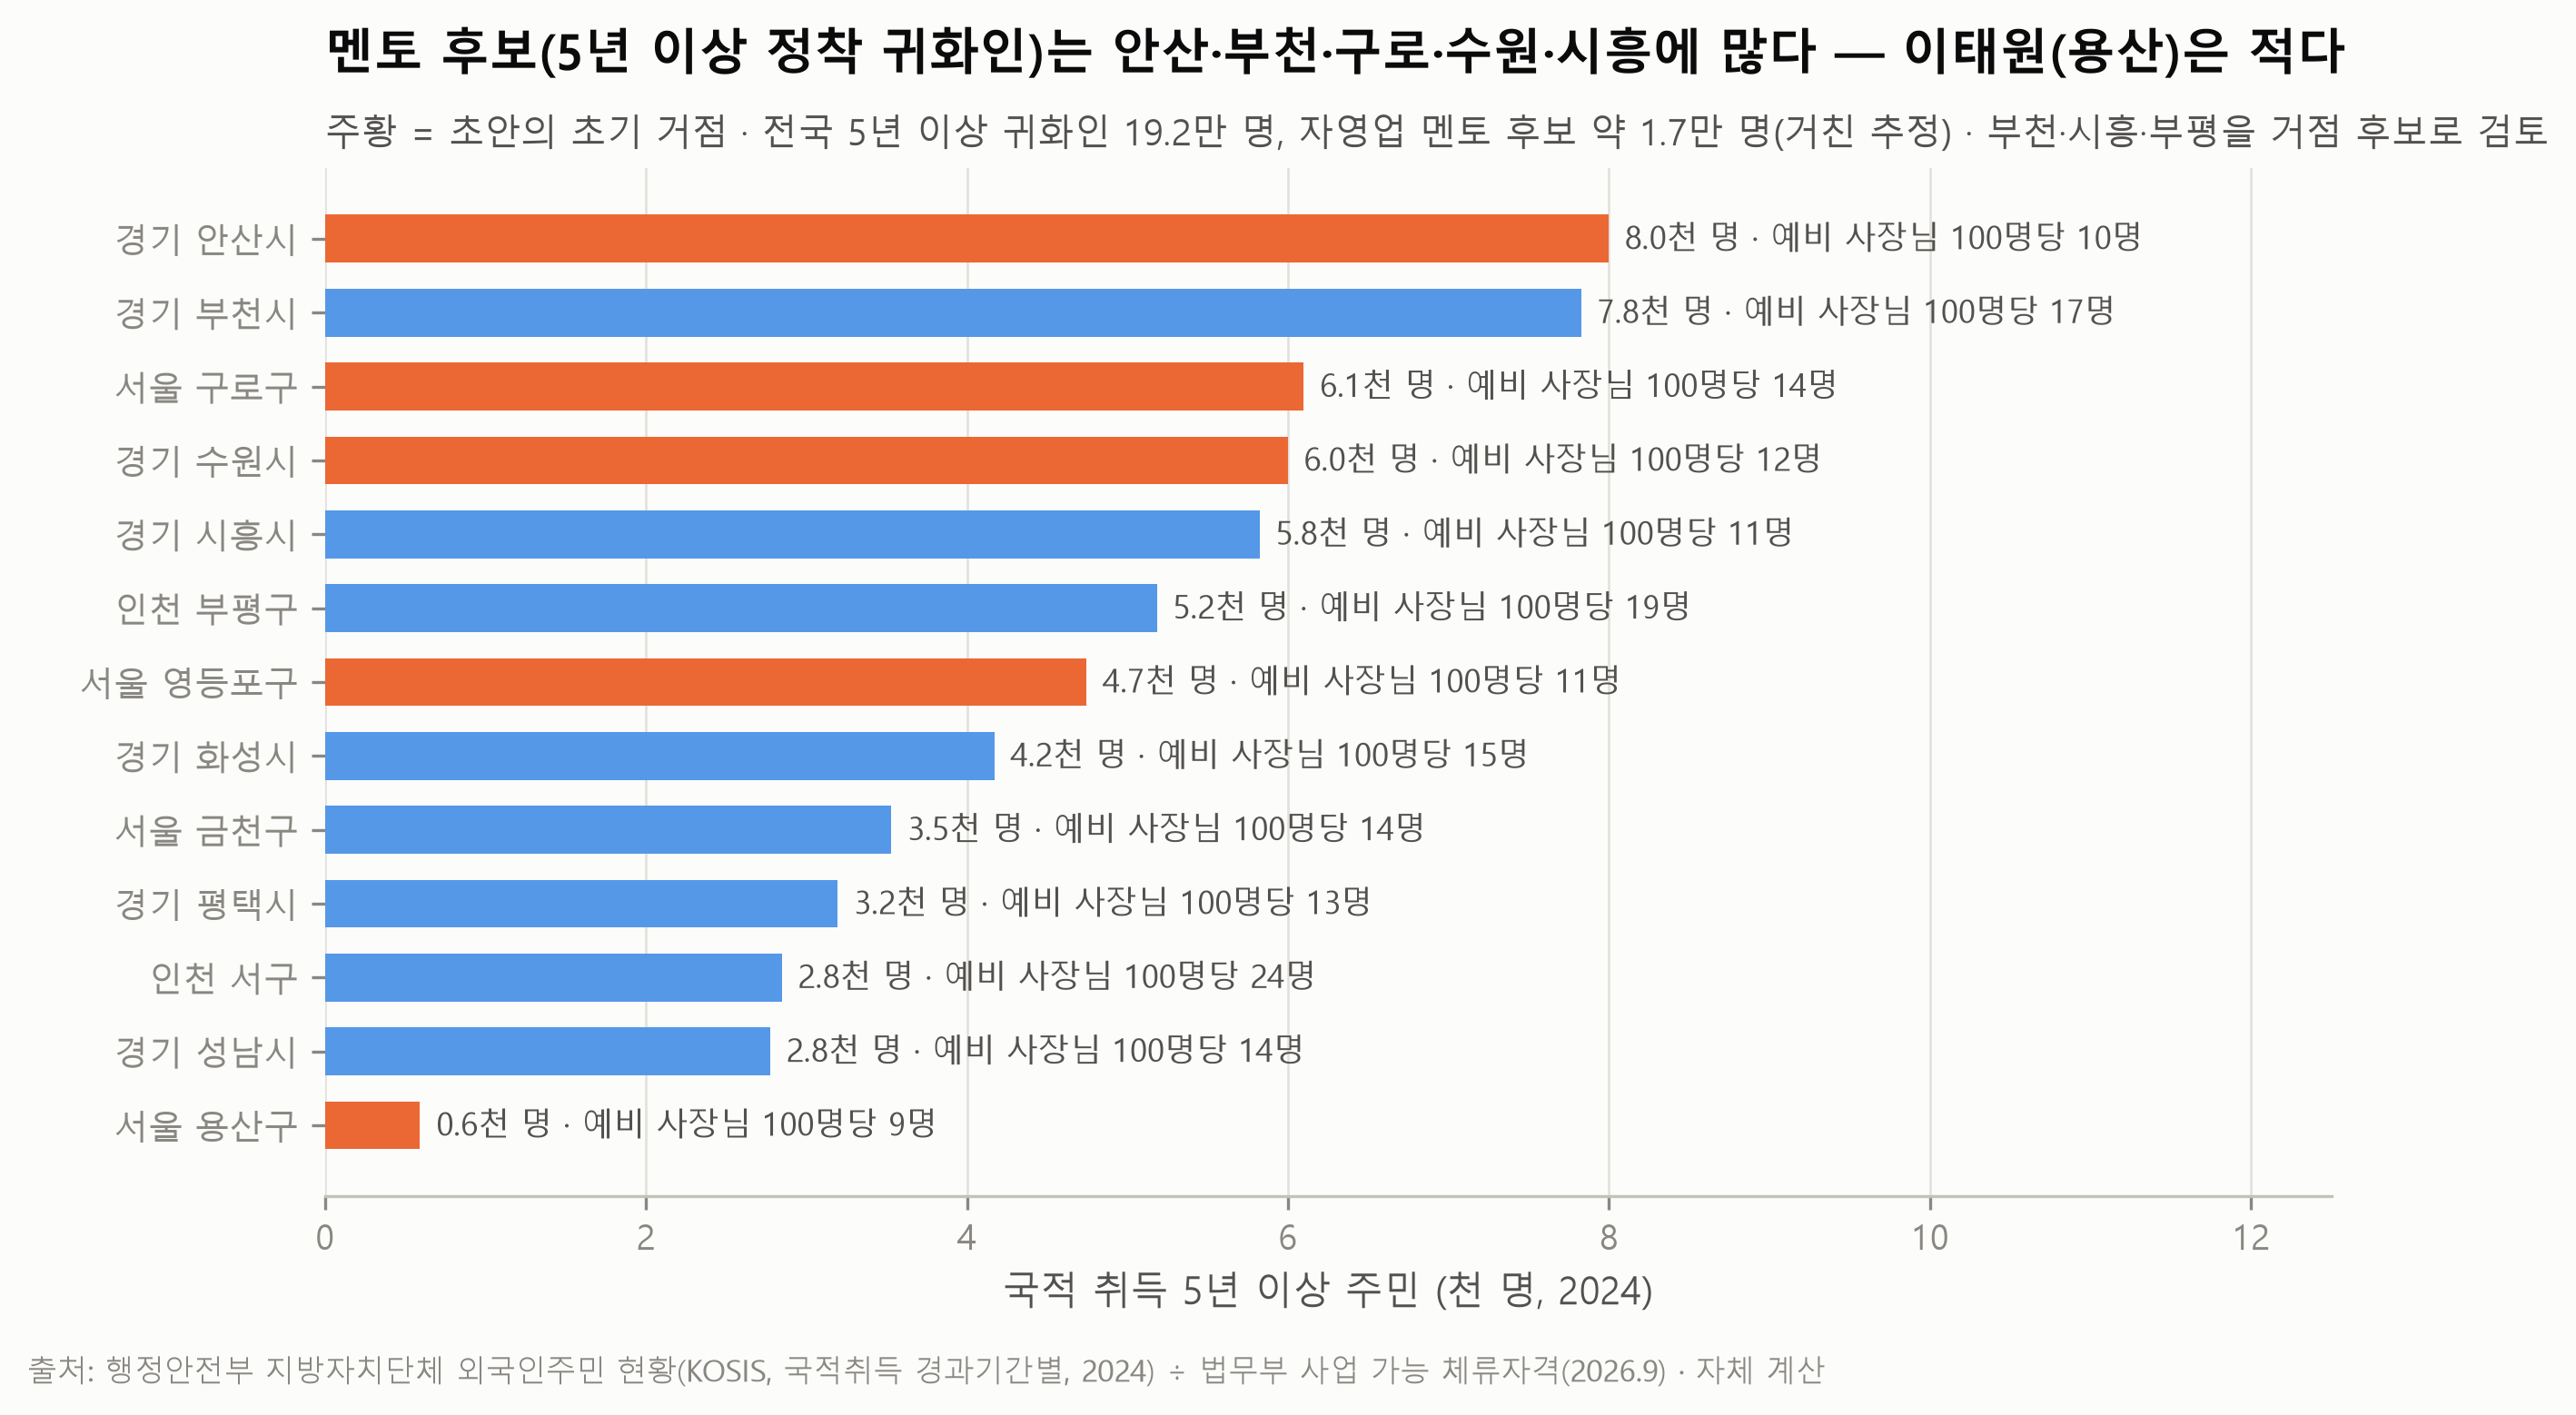 멘토 후보(5년 이상 정착 귀화인)는 안산·부천·구로·수원·시흥에 많다 — 이태원(용산)은 적다
주황 = 초안의 초기 거점 · 전국 5년 이상 귀화인 19.2만 명, 자영업 멘토 후보 약 1.7만 명(거친 추정) · 부천·시흥·부평을 거점 후보로 검토
경기 안산시 8.0천 명 · 예비 사장님 100명당 10명
경기 부천시 7.8천 명 · 예비 사장님 100명당 17명
서울 구로구 6.1천 명 · 예비 사장님 100명당 14명
경기 수원시 6.0천 명 · 예비 사장님 100명당 12명
경기 시흥시 5.8천 명 · 예비 사장님 100명당 11명
인천 부평구 5.2천 명 · 예비 사장님 100명당 19명
서울 영등포구 4.7천 명 · 예비 사장님 100명당 11명
경기 화성시 4.2천 명 · 예비 사장님 100명당 15명
서울 금천구 3.5천 명 · 예비 사장님 100명당 14명
경기 평택시 3.2천 명 · 예비 사장님 100명당 13명
인천 서구 2.8천 명 · 예비 사장님 100명당 24명
경기 성남시 2.8천 명 · 예비 사장님 100명당 14명
서울 용산구 0.6천 명 · 예비 사장님 100명당 9명
0 2 4 6 8 10 12
국적 취득 5년 이상 주민 (천 명, 2024)
출처: 행정안전부 지방자치단체 외국인주민 현황(KOSIS, 국적취득 경과기간별, 2024) ÷ 법무부 사업 가능 체류자격(2026.9) · 자체 계산